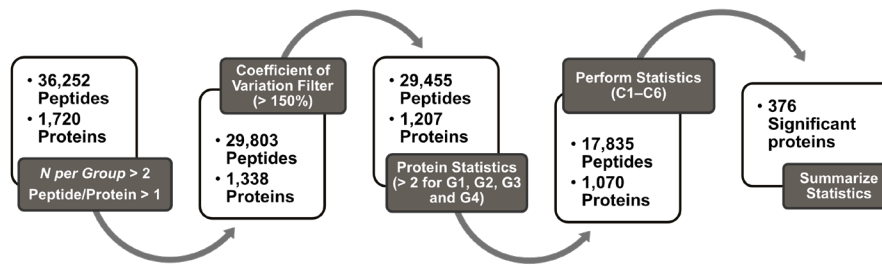 • 36,252
Peptides
• 1,720
Proteins
N per Group > 2
Peptide/Protein > 1
Coefficient of
Variation Filter
(> 150%)
• 29,803
Peptides
• 1,338
Proteins
• 29,455
Peptides
• 1,207
Proteins
Protein Statistics
(> 2 for G1, G2, G3
and G4)
Perform Statistics
(C1–C6)
• 17,835
Peptides
• 1,070
Proteins
• 376
Significant
proteins
Summarize
Statistics